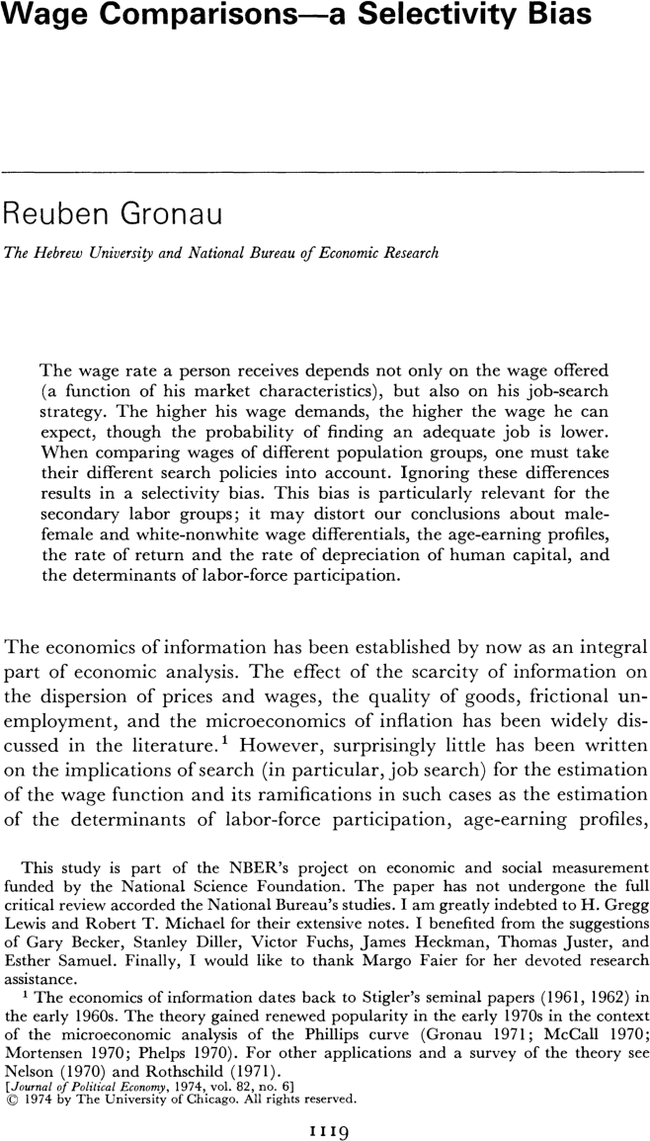 Wage Comparisons—a Selectivity Bias
Reuben Gronau
The Hebrew University and National Bureau of Economic Research
The wage rate a person receives depends not only on the wage offered
(a function of his market characteristics), but also on his job-search
strategy. The higher his wage demands, the higher the wage he can
expect, though the probability of finding an adequate job is lower.
When comparing wages of different population groups, one must take
their different search policies into account. Ignoring these differences
results in a selectivity bias. This bias is particularly relevant for the
secondary labor groups; it may distort our conclusions about male-
female and white-nonwhite wage differentials, the age-earning profiles,
the rate of return and the rate of depreciation of human capital, and
the determinants of labor-force participation.
The economics of information has been established by now as an integral
part of economic analysis. The effect of the scarcity of information on
the dispersion of prices and wages, the quality of goods, frictional un-
employment, and the microeconomics of inflation has been widely dis-
cussed in the literature.¹ However, surprisingly little has been written
on the implications of search (in particular, job search) for the estimation
of the wage function and its ramifications in such cases as the estimation
of the determinants of labor-force participation, age-earning profiles,
This study is part of the NBER's project on economic and social measurement
funded by the National Science Foundation. The paper has not undergone the full
critical review accorded the National Bureau's studies. I am greatly indebted to H. Gregg
Lewis and Robert T. Michael for their extensive notes. I benefited from the suggestions
of Gary Becker, Stanley Diller, Victor Fuchs, James Heckman, Thomas Juster, and
Esther Samuel. Finally, I would like to thank Margo Faier for her devoted research
assistance.
¹ The economics of information dates back to Stigler's seminal papers (1961, 1962) in
the early 1960s. The theory gained renewed popularity in the early 1970s in the context
of the microeconomic analysis of the Phillips curve (Gronau 1971; McCall 1970;
Mortensen 1970; Phelps 1970). For other applications and a survey of the theory see
Nelson (1970) and Rothschild (1971).
[Journal of Political Economy, 1974, vol. 82, no. 6]
© 1974 by The University of Chicago. All rights reserved.
1119